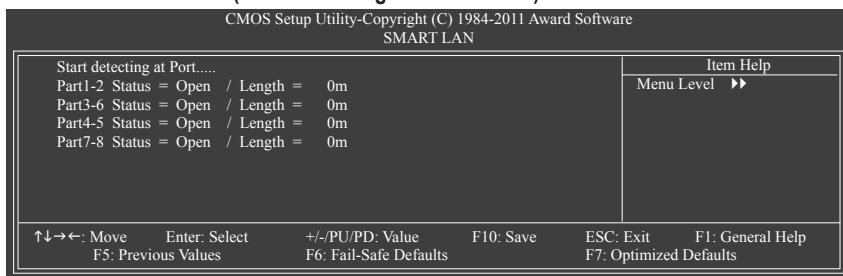 CMOS Setup Utility-Copyright (C) 1984-2011 Award Software
SMART LAN
Start detecting at Port.....
Part1-2 Status = Open / Length = 0m
Part3-6 Status = Open / Length = 0m
Part4-5 Status = Open / Length = 0m
Part7-8 Status = Open / Length = 0m
Item Help
Menu Level ▶▶
↑↓→←: Move Enter: Select +/-/PU/PD: Value F10: Save ESC: Exit F1: General Help
F5: Previous Values F6: Fail-Safe Defaults F7: Optimized Defaults